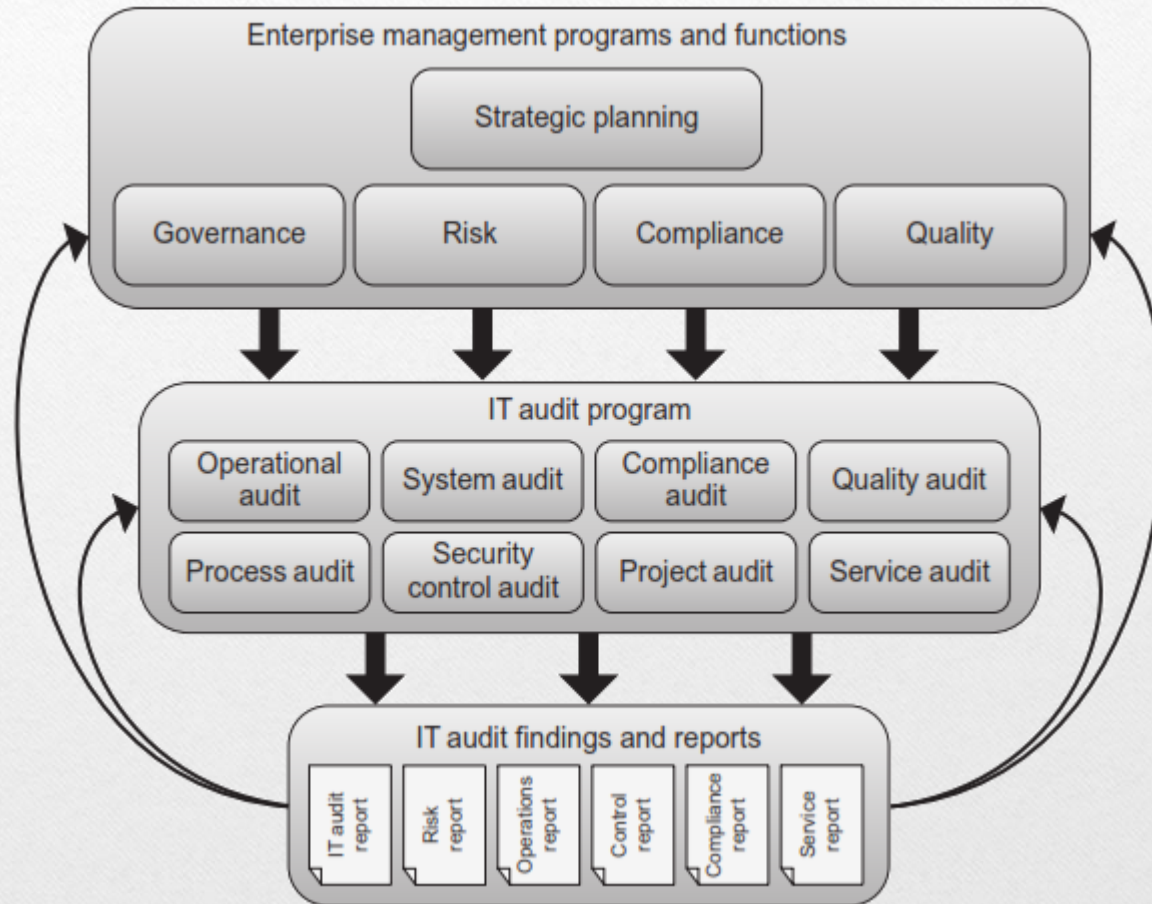 Enterprise management programs and functions
Strategic planning
Governance
Risk
Compliance
Quality
IT audit program
Operational
audit
System audit
Compliance
audit
Quality audit
Process audit
Security
control audit
Project audit
Service audit
IT audit findings and reports
IT audit
report
Risk
report
Operations
report
Control
report
Compliance
report
Service
report